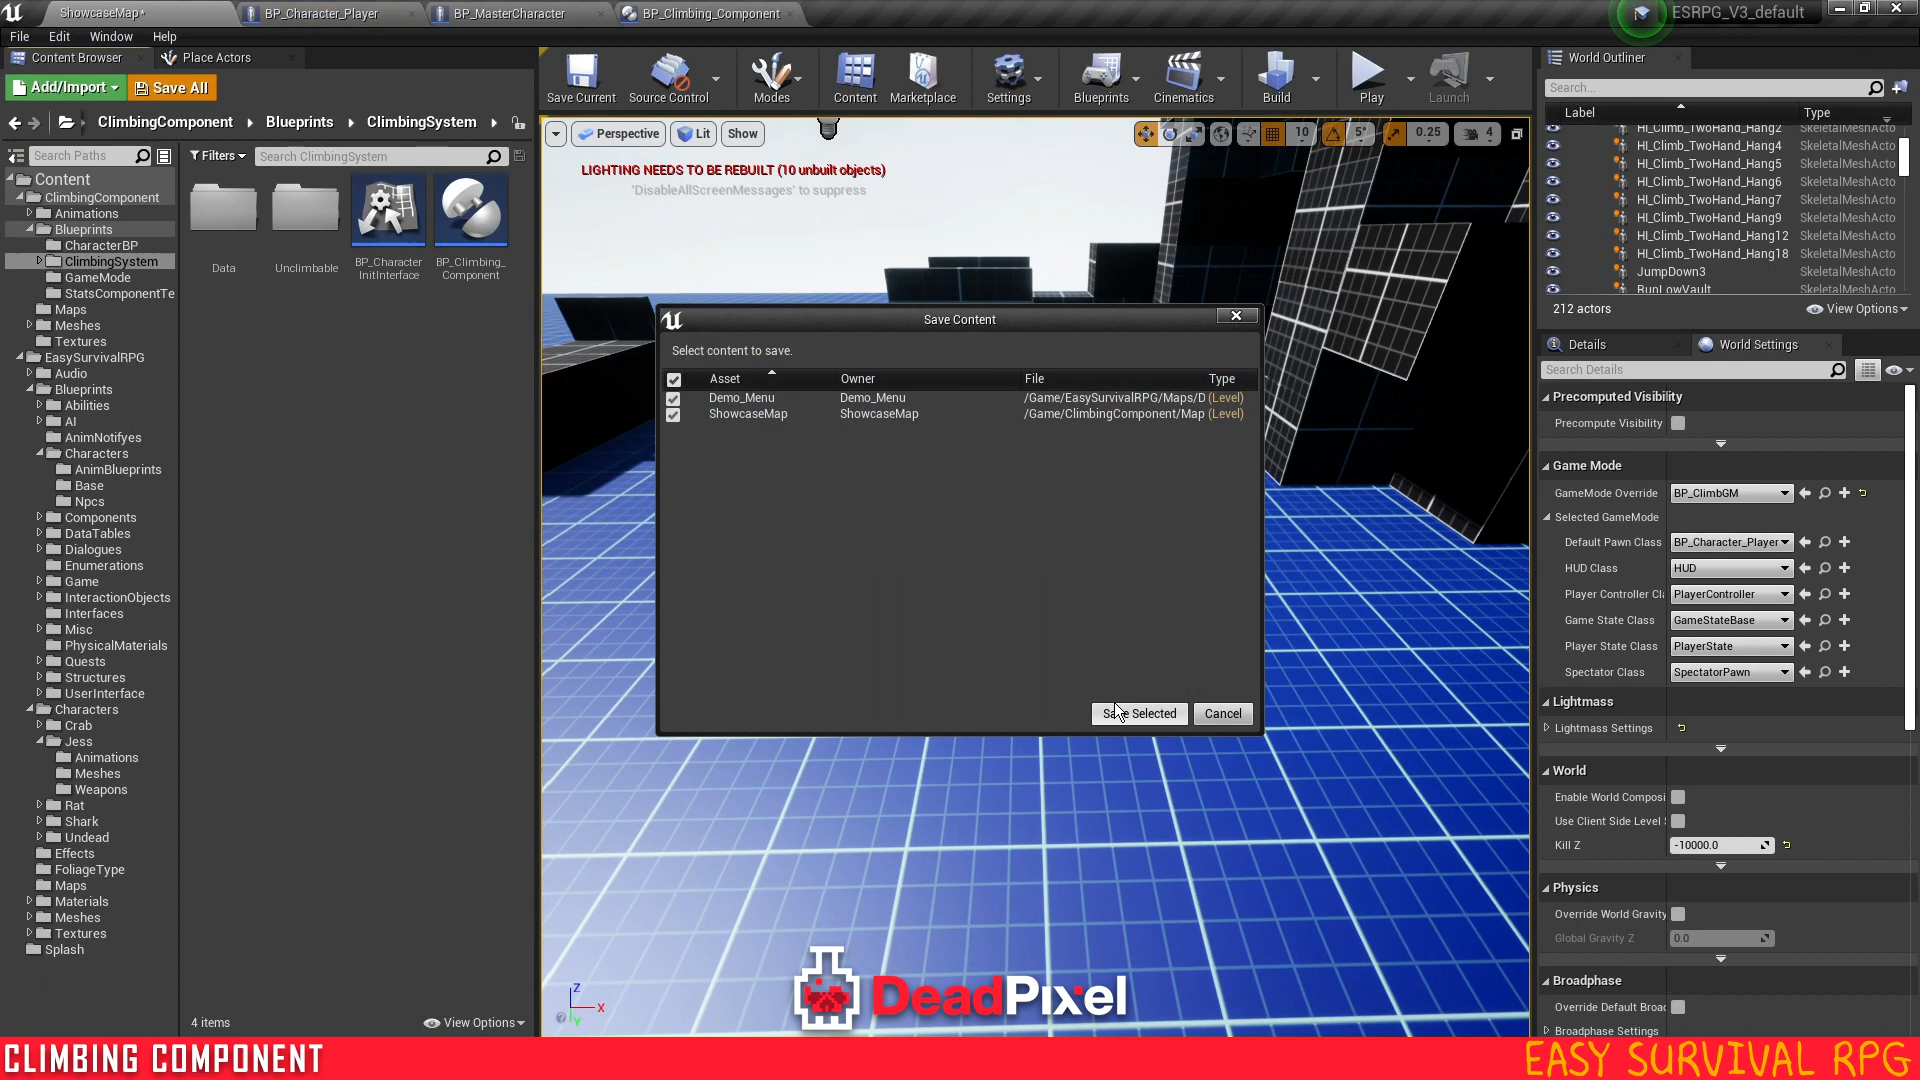 ShowcaseMap*
BP_Character_Player
BP_MasterCharacter
BP_Climbing_Component
ESRPG_V3_default
File Edit Window Help
Content Browser
Place Actors
Add/Import
Save All
ClimbingComponent
Blueprints
ClimbingSystem
Search Paths
Filters
Search ClimbingSystem
Content
ClimbingComponent
Animations
Blueprints
CharacterBP
ClimbingSystem
GameMode
StatsComponentTe
Maps
Meshes
Textures
EasySurvivalRPG
Audio
Blueprints
Abilities
AI
AnimNotifyes
Characters
AnimBlueprints
Base
Npcs
Components
DataTables
Dialogues
Enumerations
Game
InteractionObjects
Interfaces
Misc
PhysicalMaterials
Quests
Structures
UserInterface
Characters
Crab
Jess
Animations
Meshes
Weapons
Rat
Shark
Undead
Effects
FoliageType
Maps
Materials
Meshes
Textures
Splash
Data
Unclimbable
BP_Character
InitInterface
BP_Climbing_
Component
4 items
View Options
Save Current
Source Control
Modes
Content
Marketplace
Settings
Blueprints
Cinematics
Build
Play
Launch
Perspective
Lit
Show
10
5°
0.25
4
LIGHTING NEEDS TO BE REBUILT (10 unbuilt objects)
'DisableAllScreenMessages' to suppress
Save Content
Select content to save.
Asset Owner File Type
Demo_Menu Demo_Menu /Game/EasySurvivalRPG/Maps/D (Level)
ShowcaseMap ShowcaseMap /Game/ClimbingComponent/Map (Level)
Selected
Cancel
Z
X
Y
DeadPixel
World Outliner
Search...
Label Type
HI_Climb_TwoHand_Hang2 SkeletalMeshActo
HI_Climb_TwoHand_Hang4 SkeletalMeshActo
HI_Climb_TwoHand_Hang5 SkeletalMeshActo
HI_Climb_TwoHand_Hang6 SkeletalMeshActo
HI_Climb_TwoHand_Hang7 SkeletalMeshActo
HI_Climb_TwoHand_Hang9 SkeletalMeshActo
HI_Climb_TwoHand_Hang12 SkeletalMeshActo
HI_Climb_TwoHand_Hang18 SkeletalMeshActo
JumpDown3 SkeletalMeshActo
RunLowVault SkeletalMeshActo
212 actors
View Options
Details
World Settings
Search Details
Precomputed Visibility
Precompute Visibility
Game Mode
GameMode Override BP_ClimbGM
Selected GameMode
Default Pawn Class BP_Character_Player
HUD Class HUD
Player Controller Cl PlayerController
Game State Class GameStateBase
Player State Class PlayerState
Spectator Class SpectatorPawn
Lightmass
Lightmass Settings
World
Enable World Composi
Use Client Side Level
Kill Z -10000.0
Physics
Override World Gravity
Global Gravity Z 0.0
Broadphase
Override Default Broad
Broadphase Settings
CLIMBING COMPONENT
EASY SURVIVAL RPG